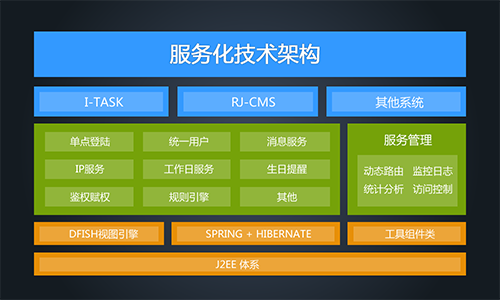 服务化技术架构
I-TASK
RJ-CMS
其他系统
单点登陆
统一用户
消息服务
IP服务
工作日服务
生日提醒
鉴权赋权
规则引擎
其他
服务管理
动态路由 监控日志
统计分析 访问控制
DFISH视图引擎
SPRING + HIBERNATE
工具组件类
J2EE 体系